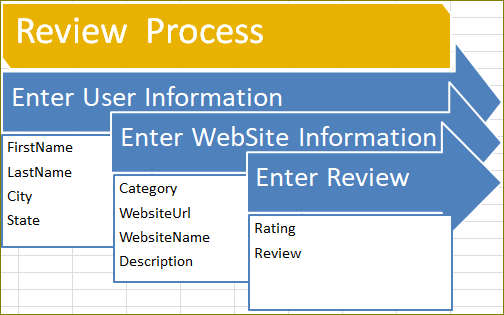 Review Process
Enter User Information
FirstName
LastName
City
State
Enter WebSite Information
Category
WebsiteUrl
WebsiteName
Description
Enter Review
Rating
Review